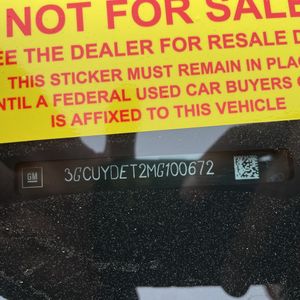 NOT FOR SALE
EE THE DEALER FOR RESALE D
THIS STICKER MUST REMAIN IN PLAC
NTIL A FEDERAL USED CAR BUYERS G
IS AFFIXED TO THIS VEHICLE
GM 3GCUYDET2MG100672